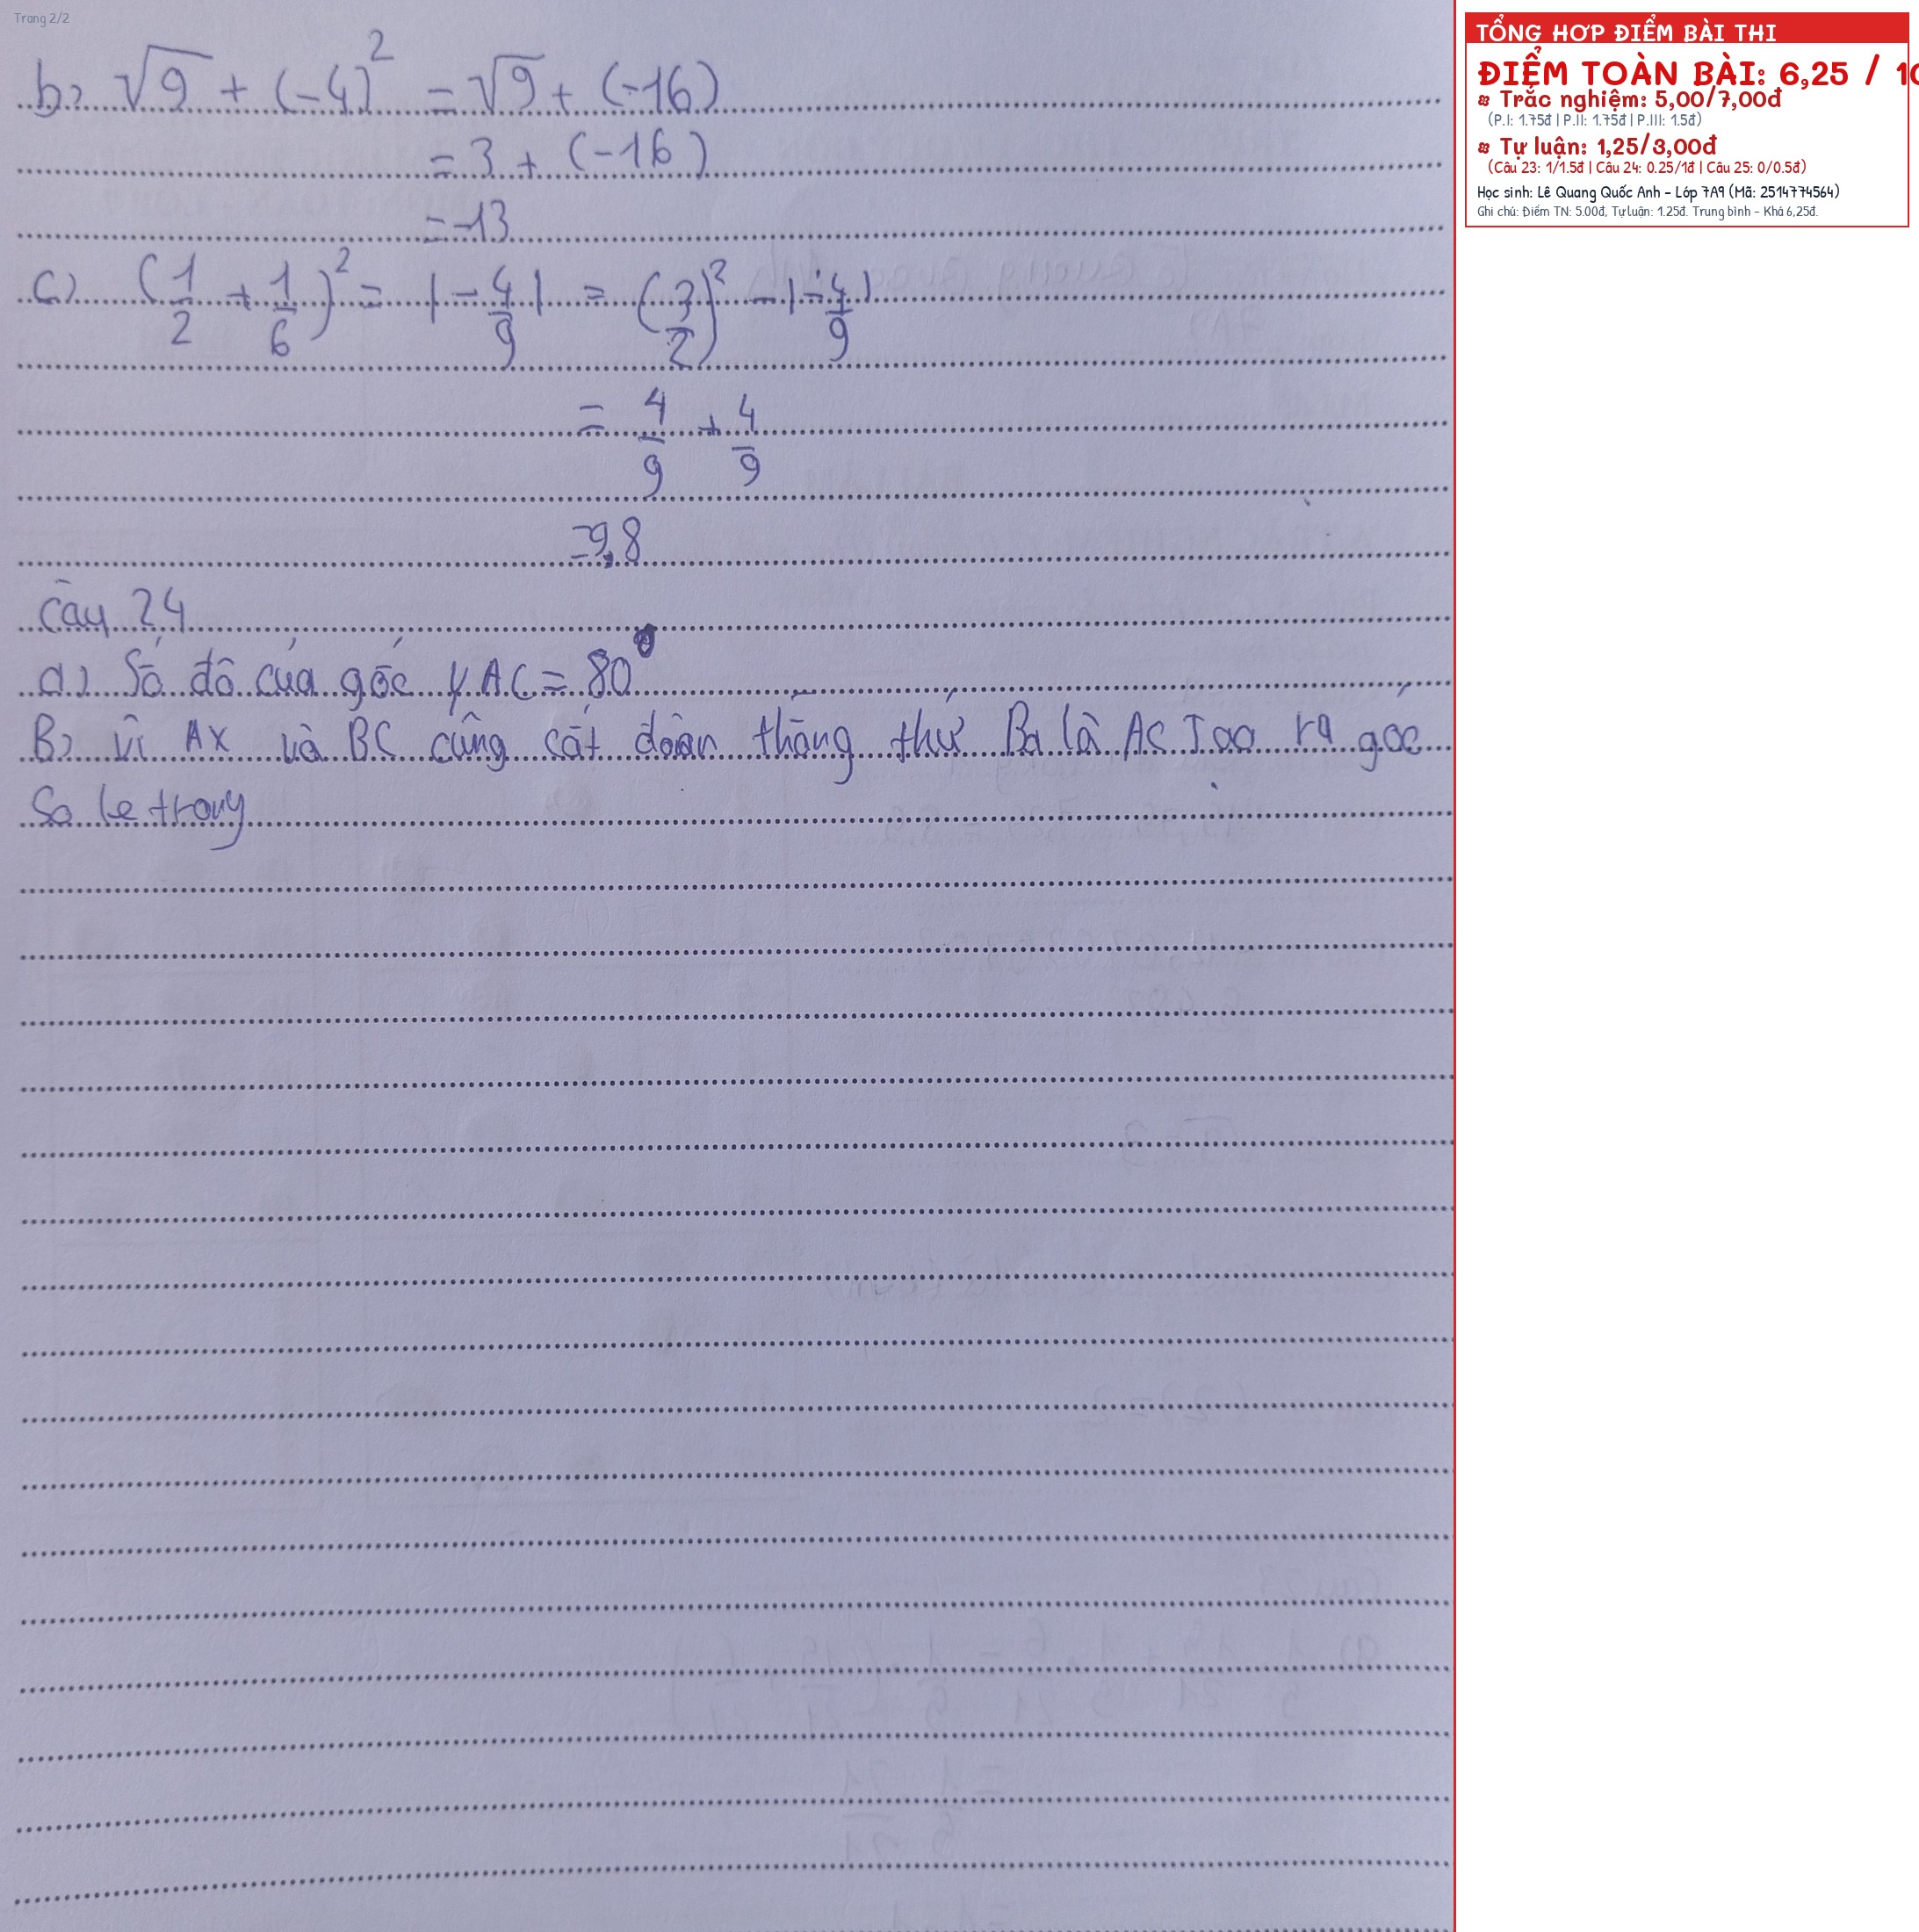 Trang 2/2
b) √9 + (-4)² = √9 + (-16)
= 3 + (-16)
= -13
c) (1/2 + 1/6)² = |-4/9| = (3/2)² - |-4/9|
= 4/9 + 4/9
= 9,8
Câu 24
a) Số đô của góc yAC = 80⁰
B) vì AX và BC cùng cắt đoàn thẳng thứ Ba là AC Tạo ra góc
So le trong
TỔNG HỢP ĐIỂM BÀI THI
ĐIỂM TOÀN BÀI: 6,25 / 10
Trắc nghiệm: 5,00/7,00đ
(P.I: 1.75đ | P.II: 1.75đ | P.III: 1.5đ)
Tự luận: 1,25/3,00đ
(Câu 23: 1/1.5đ | Câu 24: 0.25/1đ | Câu 25: 0/0.5đ)
Học sinh: Lê Quang Quốc Anh - Lớp 7A9 (Mã: 2514774564)
Ghi chú: Điểm TN: 5.00đ, Tự luận: 1.25đ. Trung bình - Khá 6,25đ.